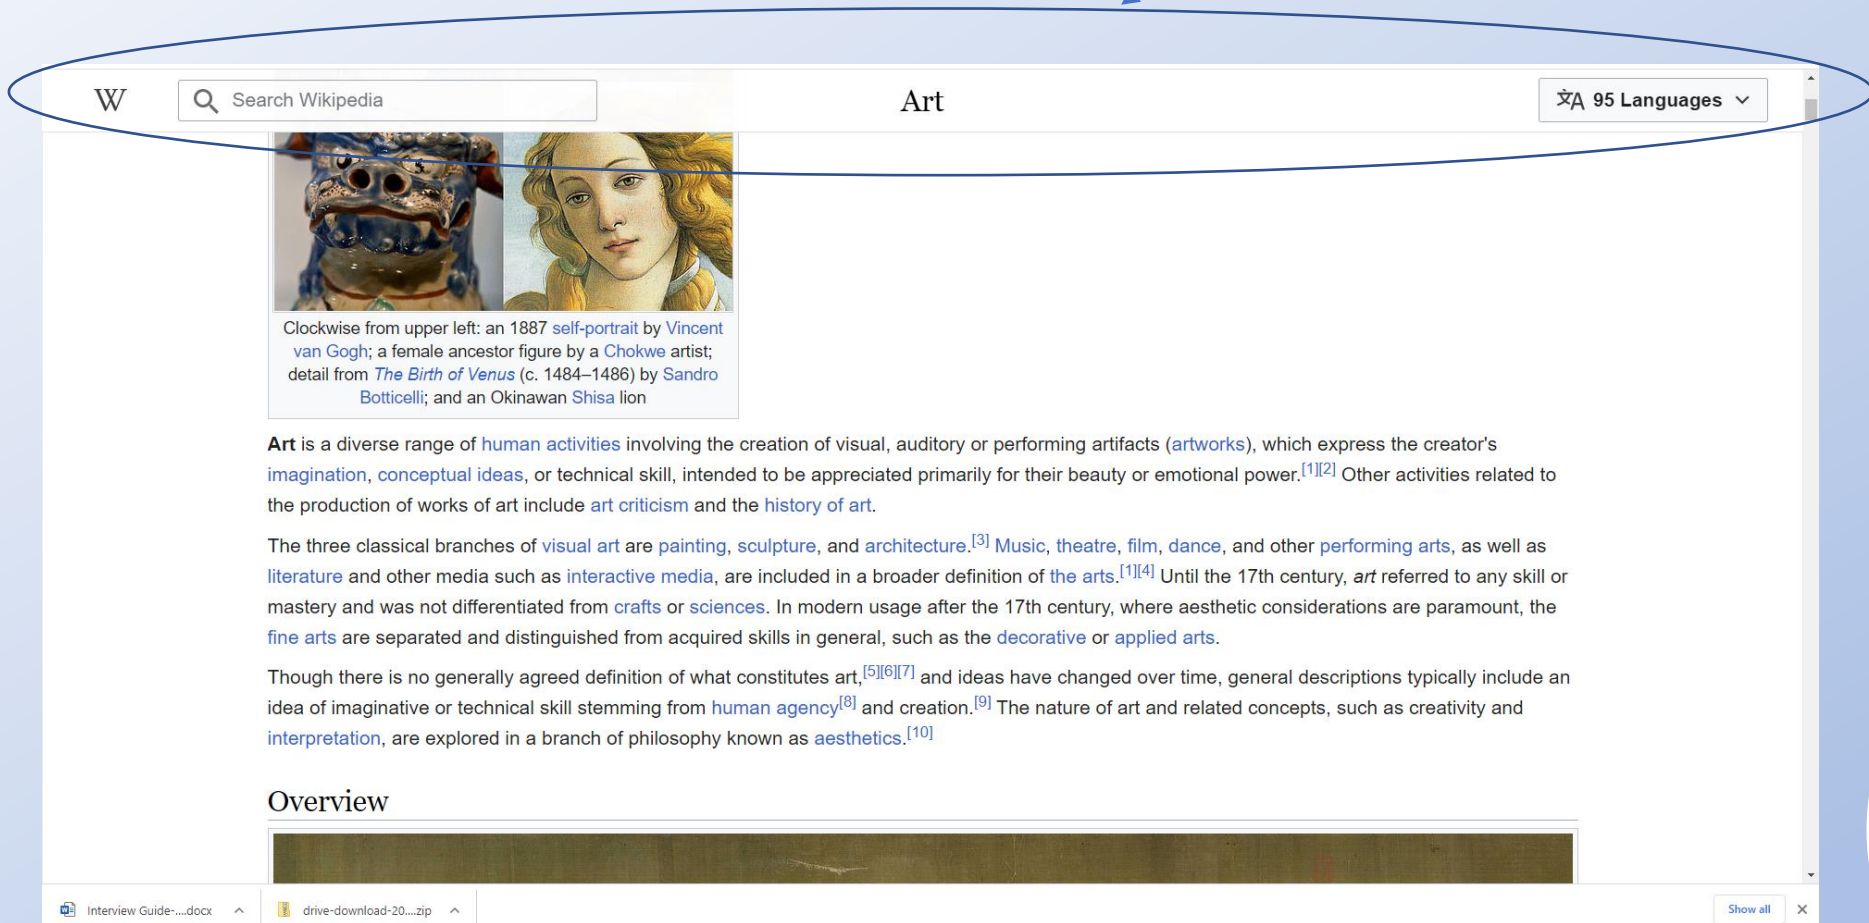 W
Search Wikipedia
Art
文A 95 Languages
Clockwise from upper left: an 1887 self-portrait by Vincent
van Gogh; a female ancestor figure by a Chokwe artist;
detail from The Birth of Venus (c. 1484–1486) by Sandro
Botticelli; and an Okinawan Shisa lion
Art is a diverse range of human activities involving the creation of visual, auditory or performing artifacts (artworks), which express the creator's
imagination, conceptual ideas, or technical skill, intended to be appreciated primarily for their beauty or emotional power.[1][2] Other activities related to
the production of works of art include art criticism and the history of art.
The three classical branches of visual art are painting, sculpture, and architecture.[3] Music, theatre, film, dance, and other performing arts, as well as
literature and other media such as interactive media, are included in a broader definition of the arts.[1][4] Until the 17th century, art referred to any skill or
mastery and was not differentiated from crafts or sciences. In modern usage after the 17th century, where aesthetic considerations are paramount, the
fine arts are separated and distinguished from acquired skills in general, such as the decorative or applied arts.
Though there is no generally agreed definition of what constitutes art,[5][6][7] and ideas have changed over time, general descriptions typically include an
idea of imaginative or technical skill stemming from human agency[8] and creation.[9] The nature of art and related concepts, such as creativity and
interpretation, are explored in a branch of philosophy known as aesthetics.[10]
Overview
Interview Guide-....docx
drive-download-20....zip
Show all